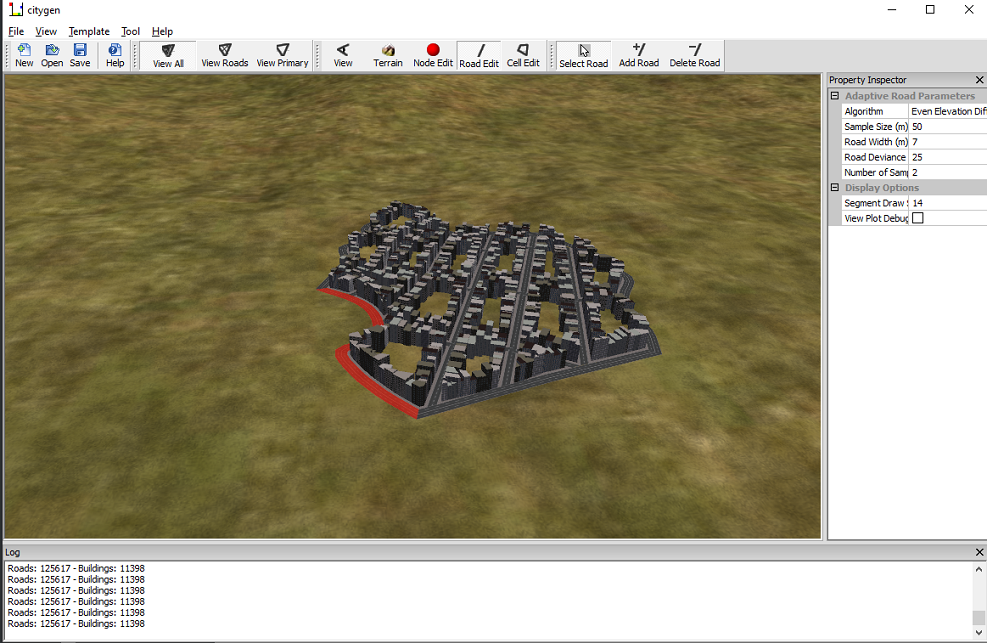 citygen
File View Template Tool Help
New Open Save Help View All View Roads View Primary View Terrain Node Edit Road Edit Cell Edit Select Road Add Road Delete Road
Property Inspector
Adaptive Road Parameters
Algorithm Even Elevation Dif
Sample Size (m) 50
Road Width (m) 7
Road Deviance 25
Number of Samp 2
Display Options
Segment Draw S 14
View Plot Debug
Log
Roads: 125617 - Buildings: 11398
Roads: 125617 - Buildings: 11398
Roads: 125617 - Buildings: 11398
Roads: 125617 - Buildings: 11398
Roads: 125617 - Buildings: 11398
Roads: 125617 - Buildings: 11398